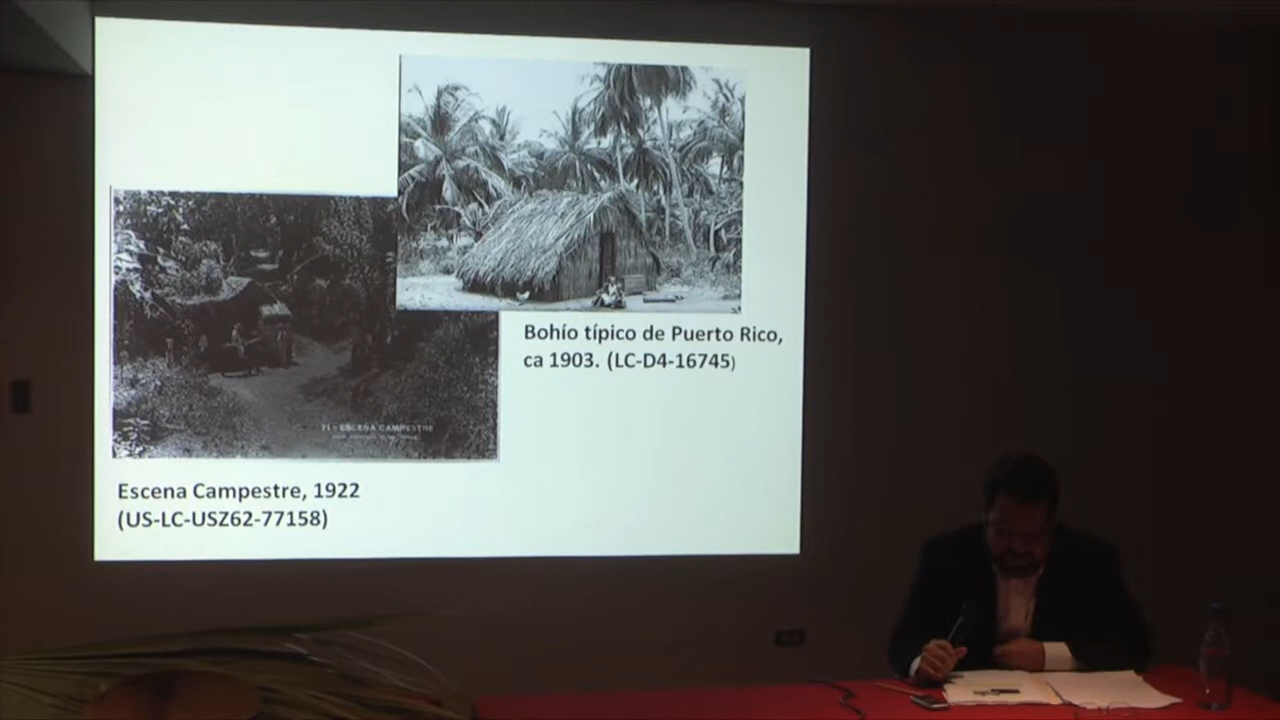 Bohío típico de Puerto Rico,
ca 1903. (LC-D4-16745)
71 - ESCENA CAMPESTRE
Escena Campestre, 1922
(US-LC-USZ62-77158)